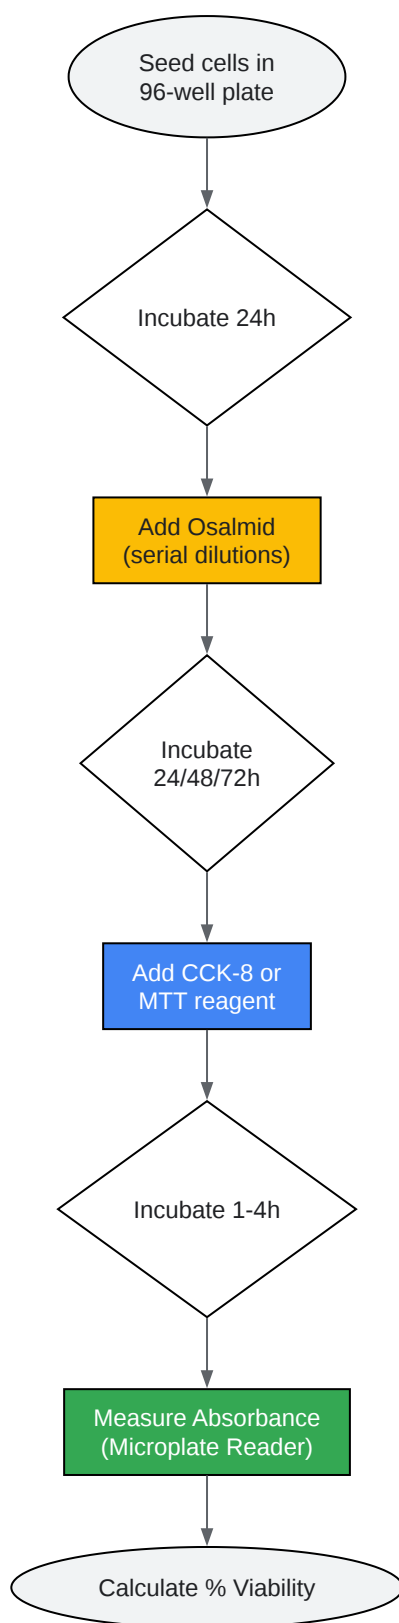 Seed cells in
96-well plate
Incubate 24h
Add Osalmid
(serial dilutions)
Incubate
24/48/72h
Add CCK-8 or
MTT reagent
Incubate 1-4h
Measure Absorbance
(Microplate Reader)
Calculate % Viability